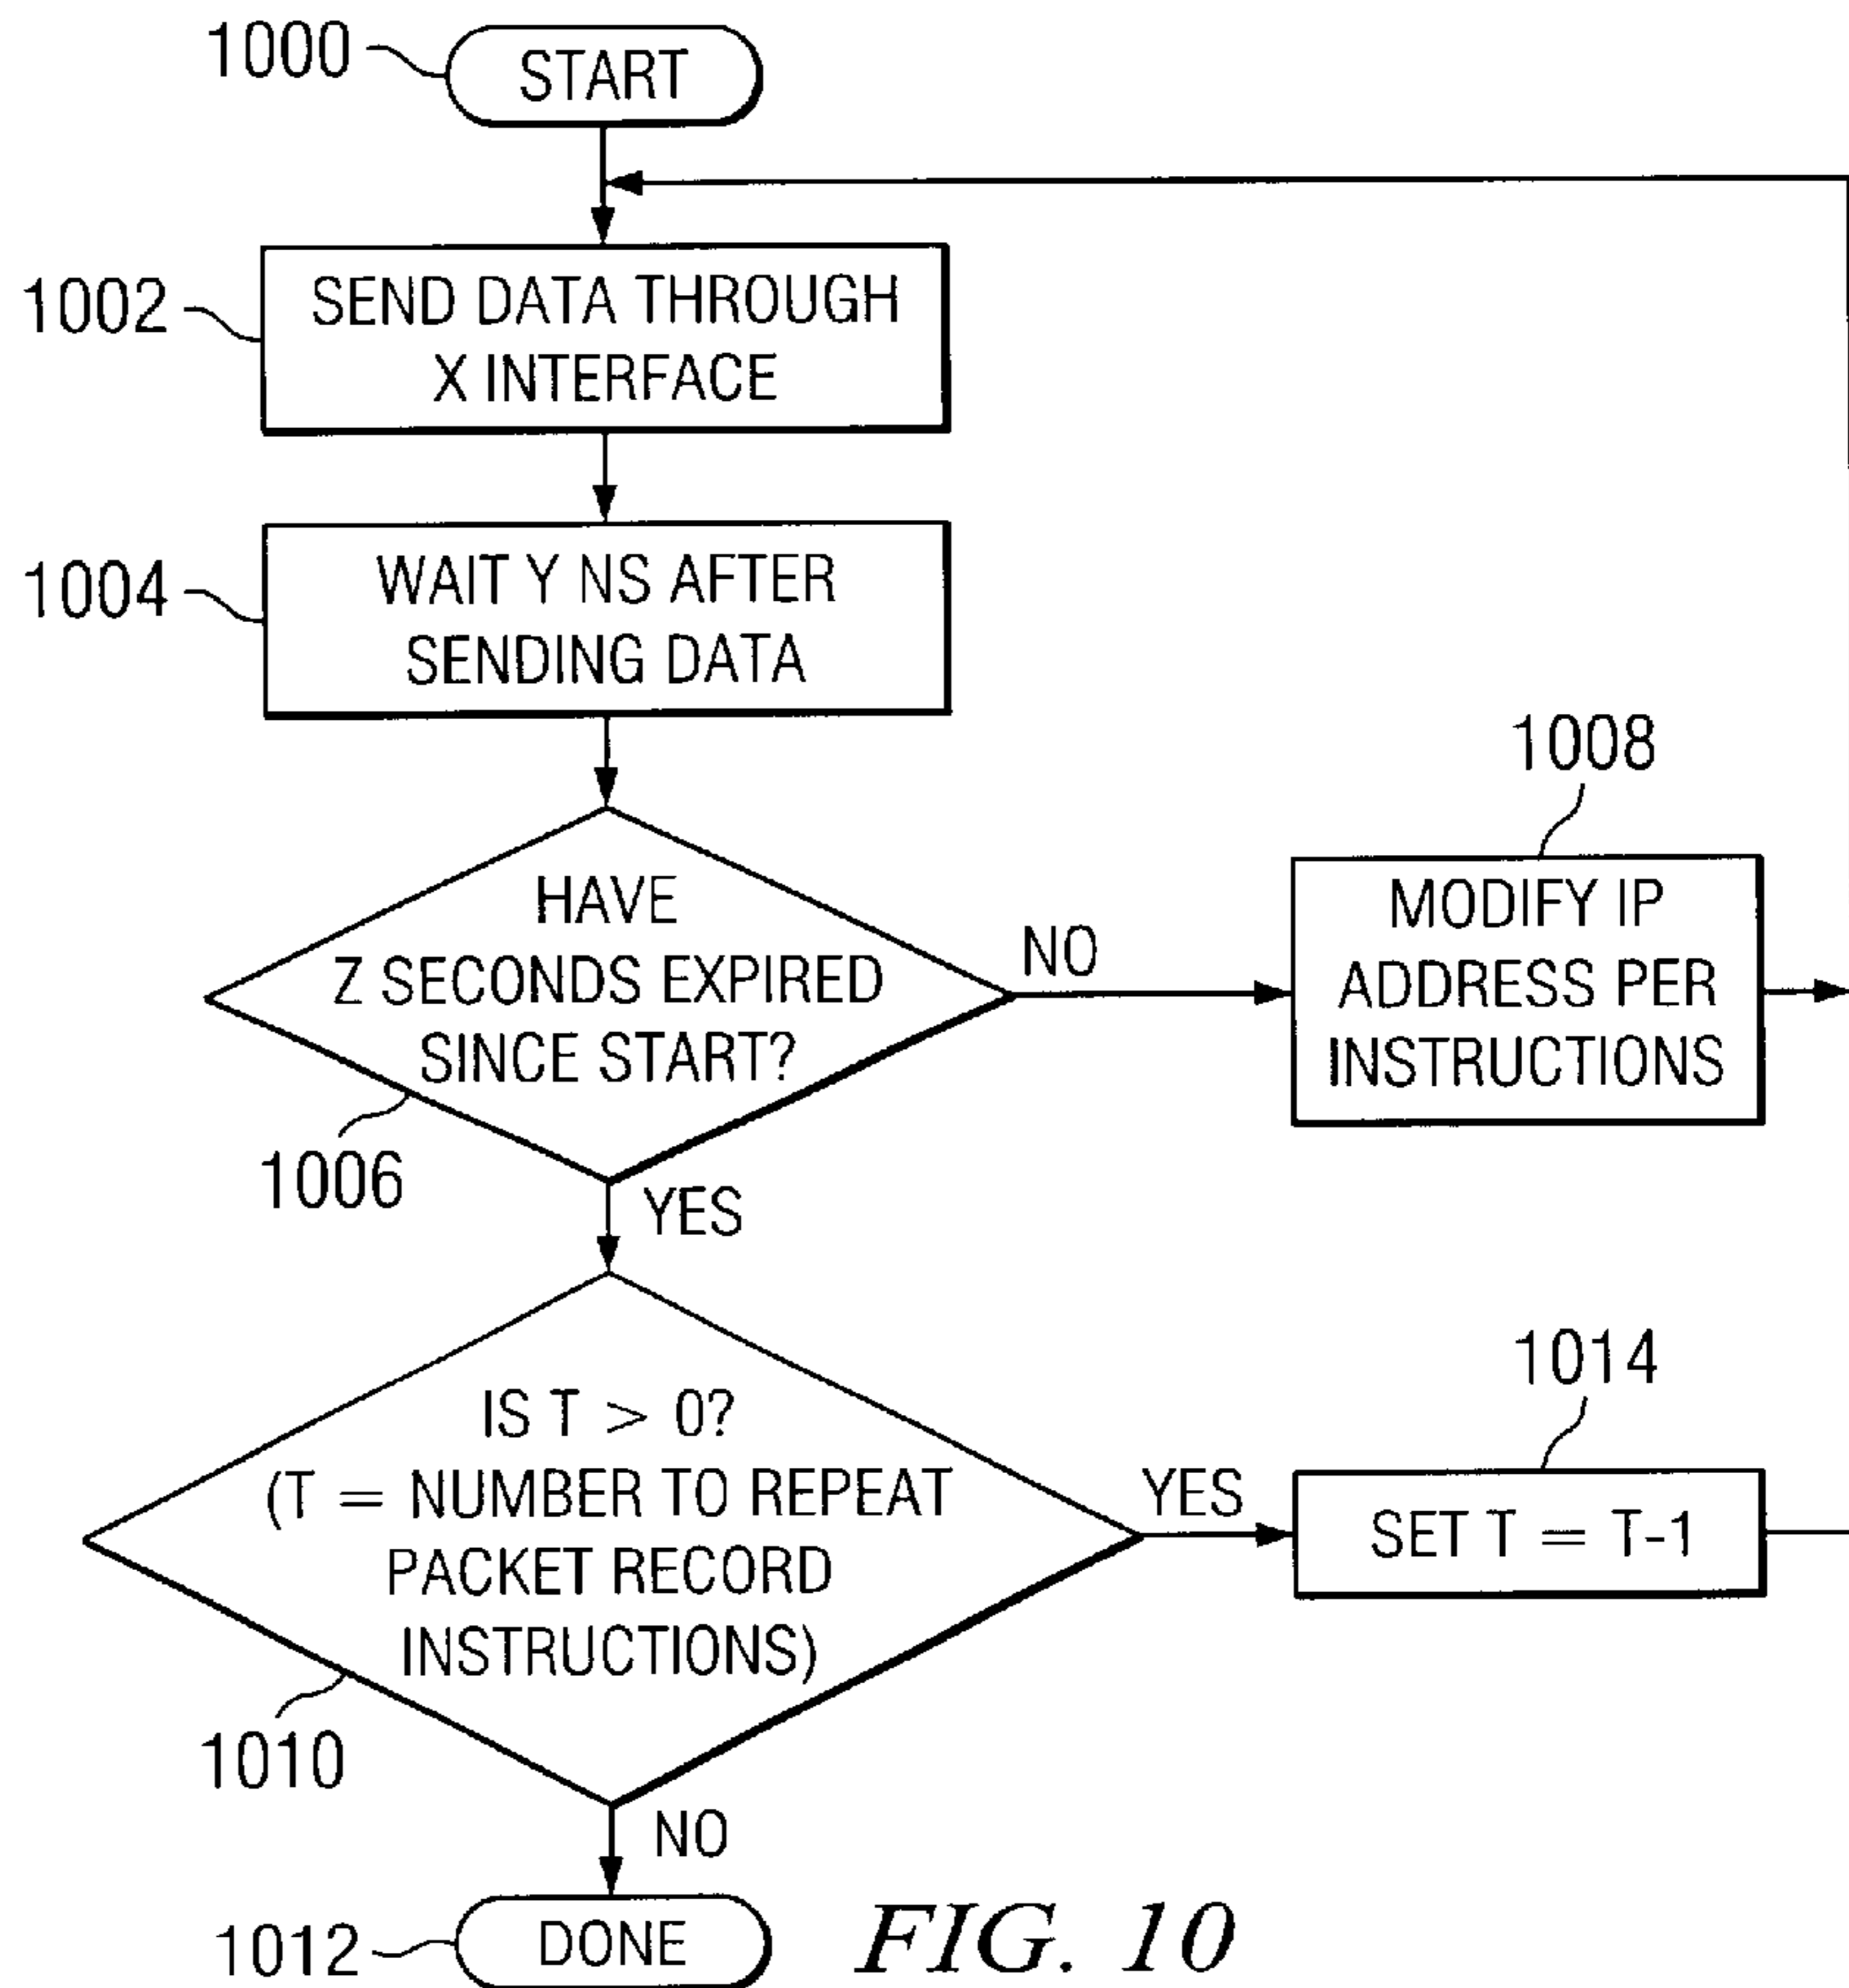 1000
START
1002
SEND DATA THROUGH
X INTERFACE
1004
WAIT Y NS AFTER
SENDING DATA
1008
HAVE
Z SECONDS EXPIRED
SINCE START?
NO
MODIFY IP
ADDRESS PER
INSTRUCTIONS
1006
YES
1014
IS T > 0?
(T = NUMBER TO REPEAT
PACKET RECORD
INSTRUCTIONS)
YES
SET T = T-1
1010
NO
1012
DONE
FIG. 10